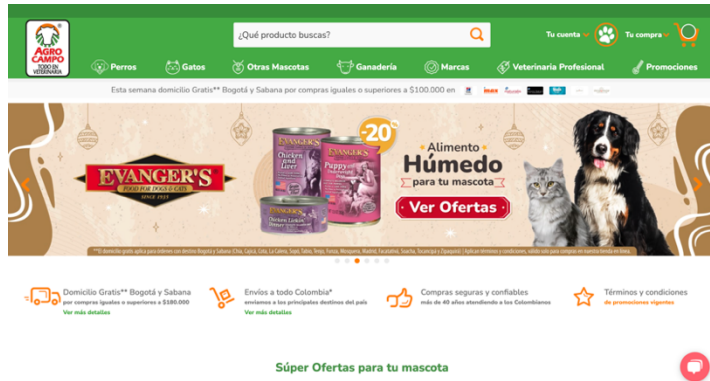 AGRO
CAMPO
TODO EN
VETERINARIA
¿Qué producto buscas?
Tu cuenta
Tu compra
Perros
Gatos
Otras Mascotas
Ganadería
Marcas
Veterinaria Profesional
Promociones
Esta semana domicilio Gratis** Bogotá y Sabana por compras iguales o superiores a $100.000 en
EVANGER'S
FOOD FOR DOGS & CATS
SINCE 1935
EVANGER'S
Chicken
and
Liver
EVANGER'S
Puppy
-20%
Alimento
Húmedo
para tu mascota
Ver Ofertas
Domicilio Gratis** Bogotá y Sabana
por compras iguales o superiores a $180.000
Ver más detalles
Envíos a todo Colombia*
enviamos a los principales destinos del país
Ver más detalles
Compras seguras y confiables
más de 40 años atendiendo a los Colombianos
Términos y condiciones
de promociones vigentes
Súper Ofertas para tu mascota